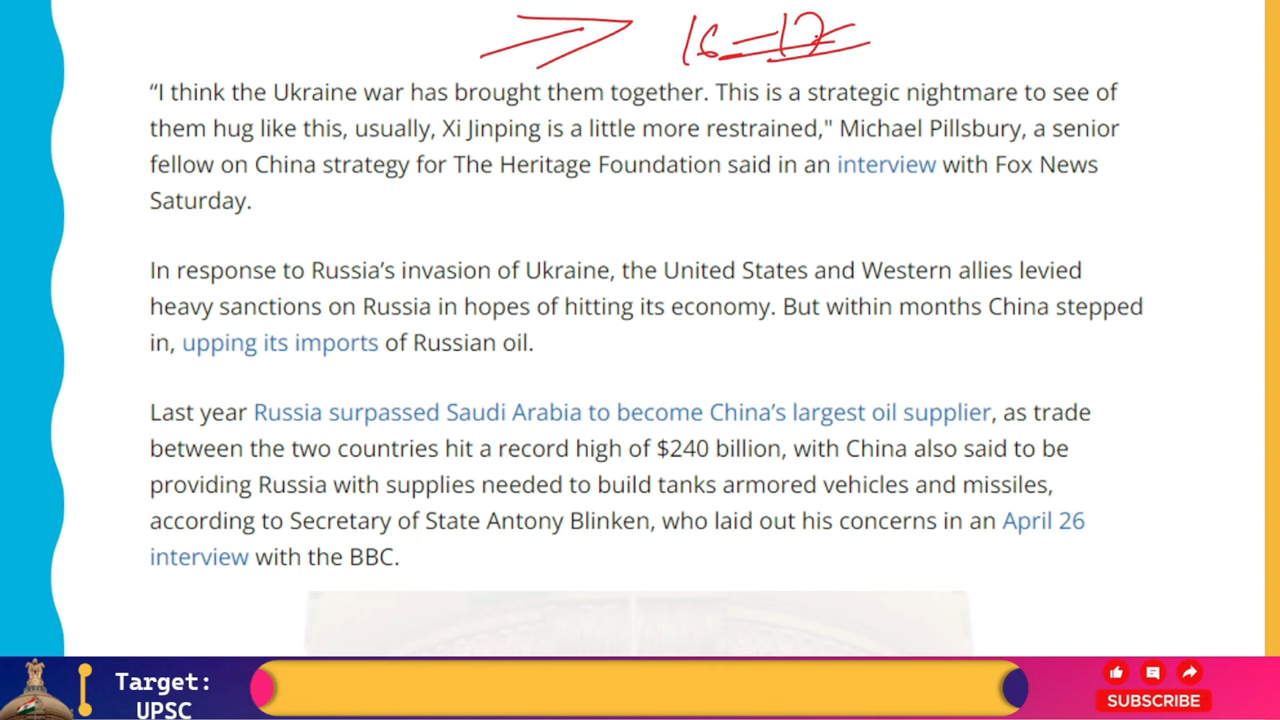 16-17
“I think the Ukraine war has brought them together. This is a strategic nightmare to see of
them hug like this, usually, Xi Jinping is a little more restrained," Michael Pillsbury, a senior
fellow on China strategy for The Heritage Foundation said in an interview with Fox News
Saturday.
In response to Russia’s invasion of Ukraine, the United States and Western allies levied
heavy sanctions on Russia in hopes of hitting its economy. But within months China stepped
in, upping its imports of Russian oil.
Last year Russia surpassed Saudi Arabia to become China’s largest oil supplier, as trade
between the two countries hit a record high of $240 billion, with China also said to be
providing Russia with supplies needed to build tanks armored vehicles and missiles,
according to Secretary of State Antony Blinken, who laid out his concerns in an April 26
interview with the BBC.
Target:
UPSC
SUBSCRIBE